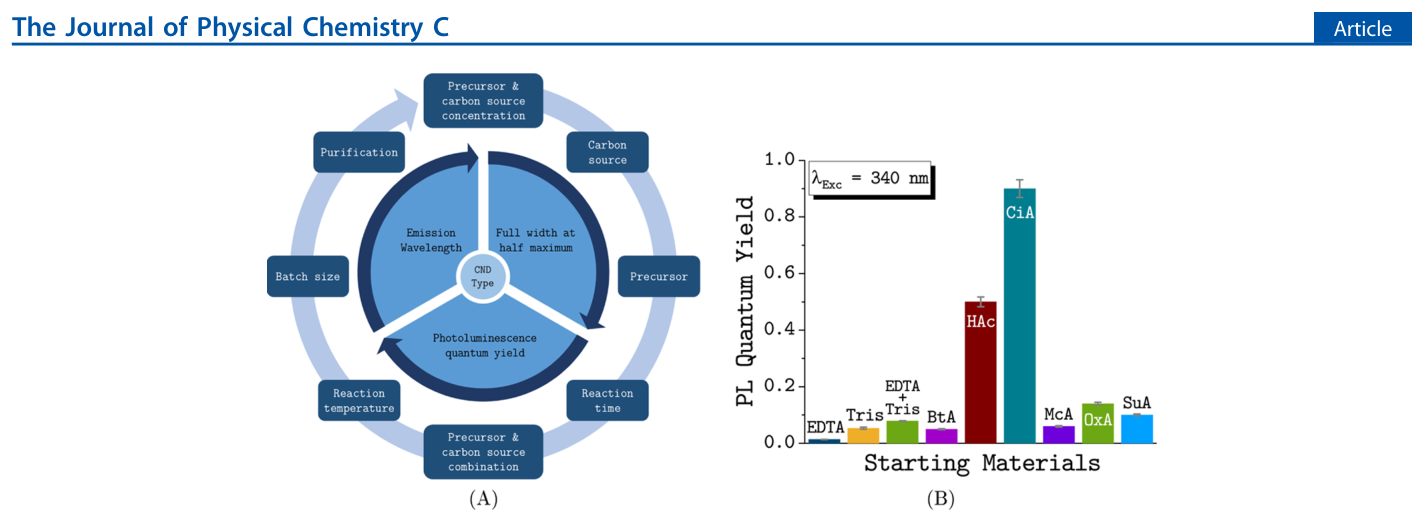 The Journal of Physical Chemistry C
Article
Precursor &
carbon source
concentration
Carbon
source
Precursor
Reaction
time
Precursor &
carbon source
combination
Reaction
temperature
Batch size
Purification
Emission
Wavelength
Full width at
half maximum
CND
Type
Photoluminescence
quantum yield
(A)
λExc = 340 nm
PL Quantum Yield
1.0
0.8
0.6
0.4
0.2
0.0
EDTA
Tris
EDTA
+
Tris
BtA
HAc
CiA
McA
OxA
SuA
Starting Materials
(B)